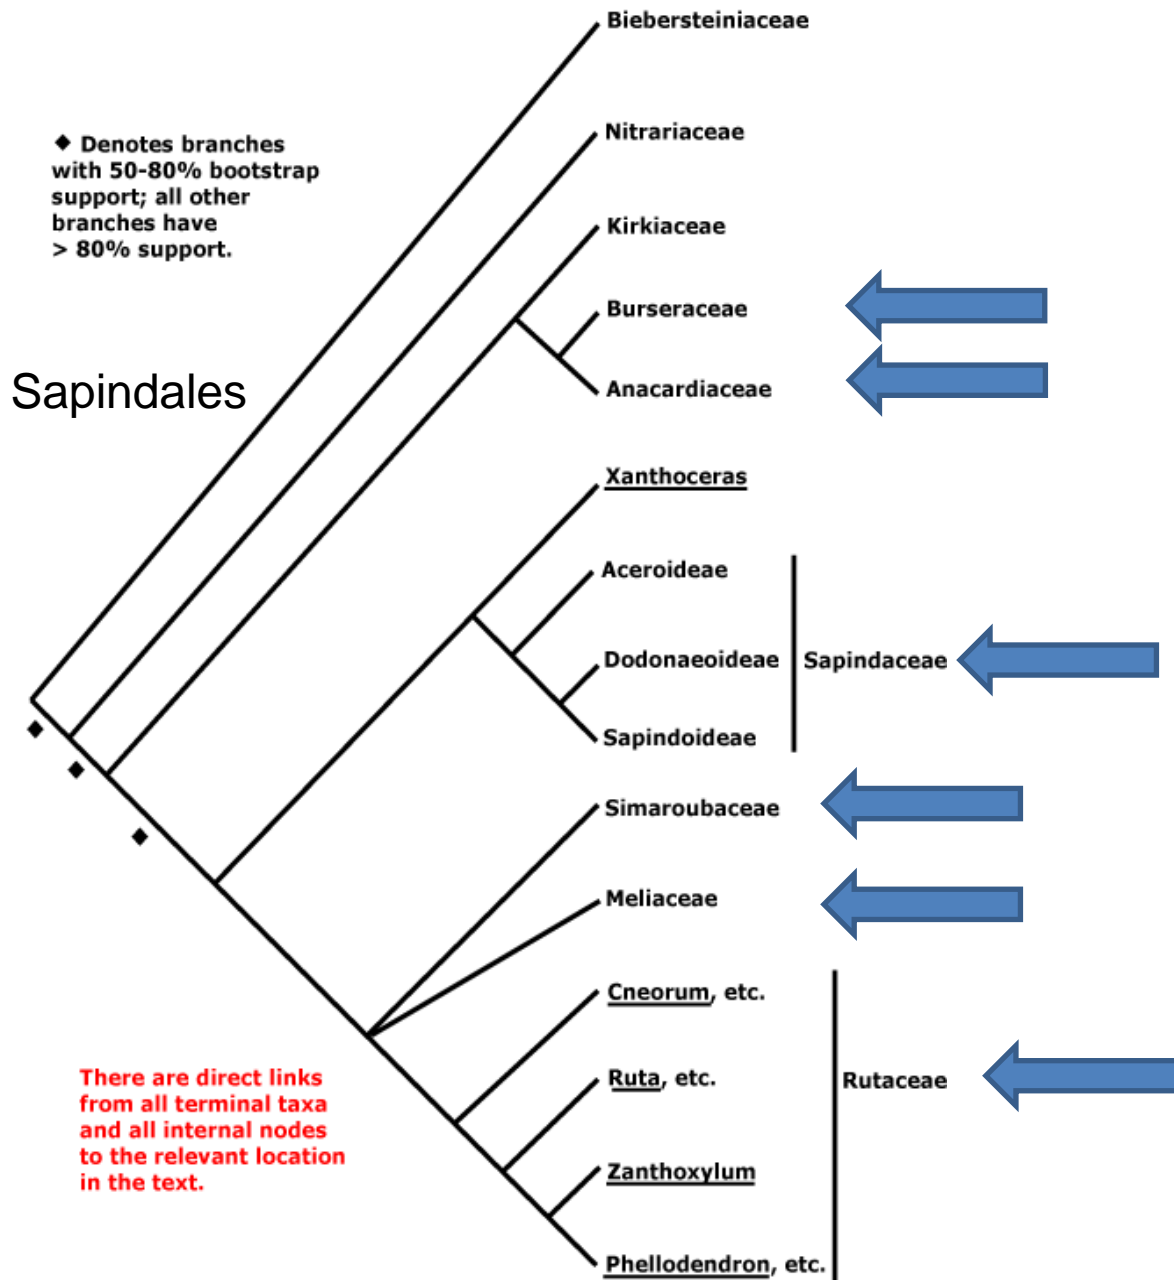 Biebersteiniaceae
◆ Denotes branches
with 50-80% bootstrap
support; all other
branches have
> 80% support.
Nitrariaceae
Kirkiaceae
Burseraceae
Sapindales
Anacardiaceae
Xanthoceras
Aceroideae
Dodonaeoideae
Sapindaceae
Sapindoideae
Simaroubaceae
Meliaceae
Cneorum, etc.
There are direct links
from all terminal taxa
and all internal nodes
to the relevant location
in the text.
Ruta, etc.
Rutaceae
Zanthoxylum
Phellodendron, etc.